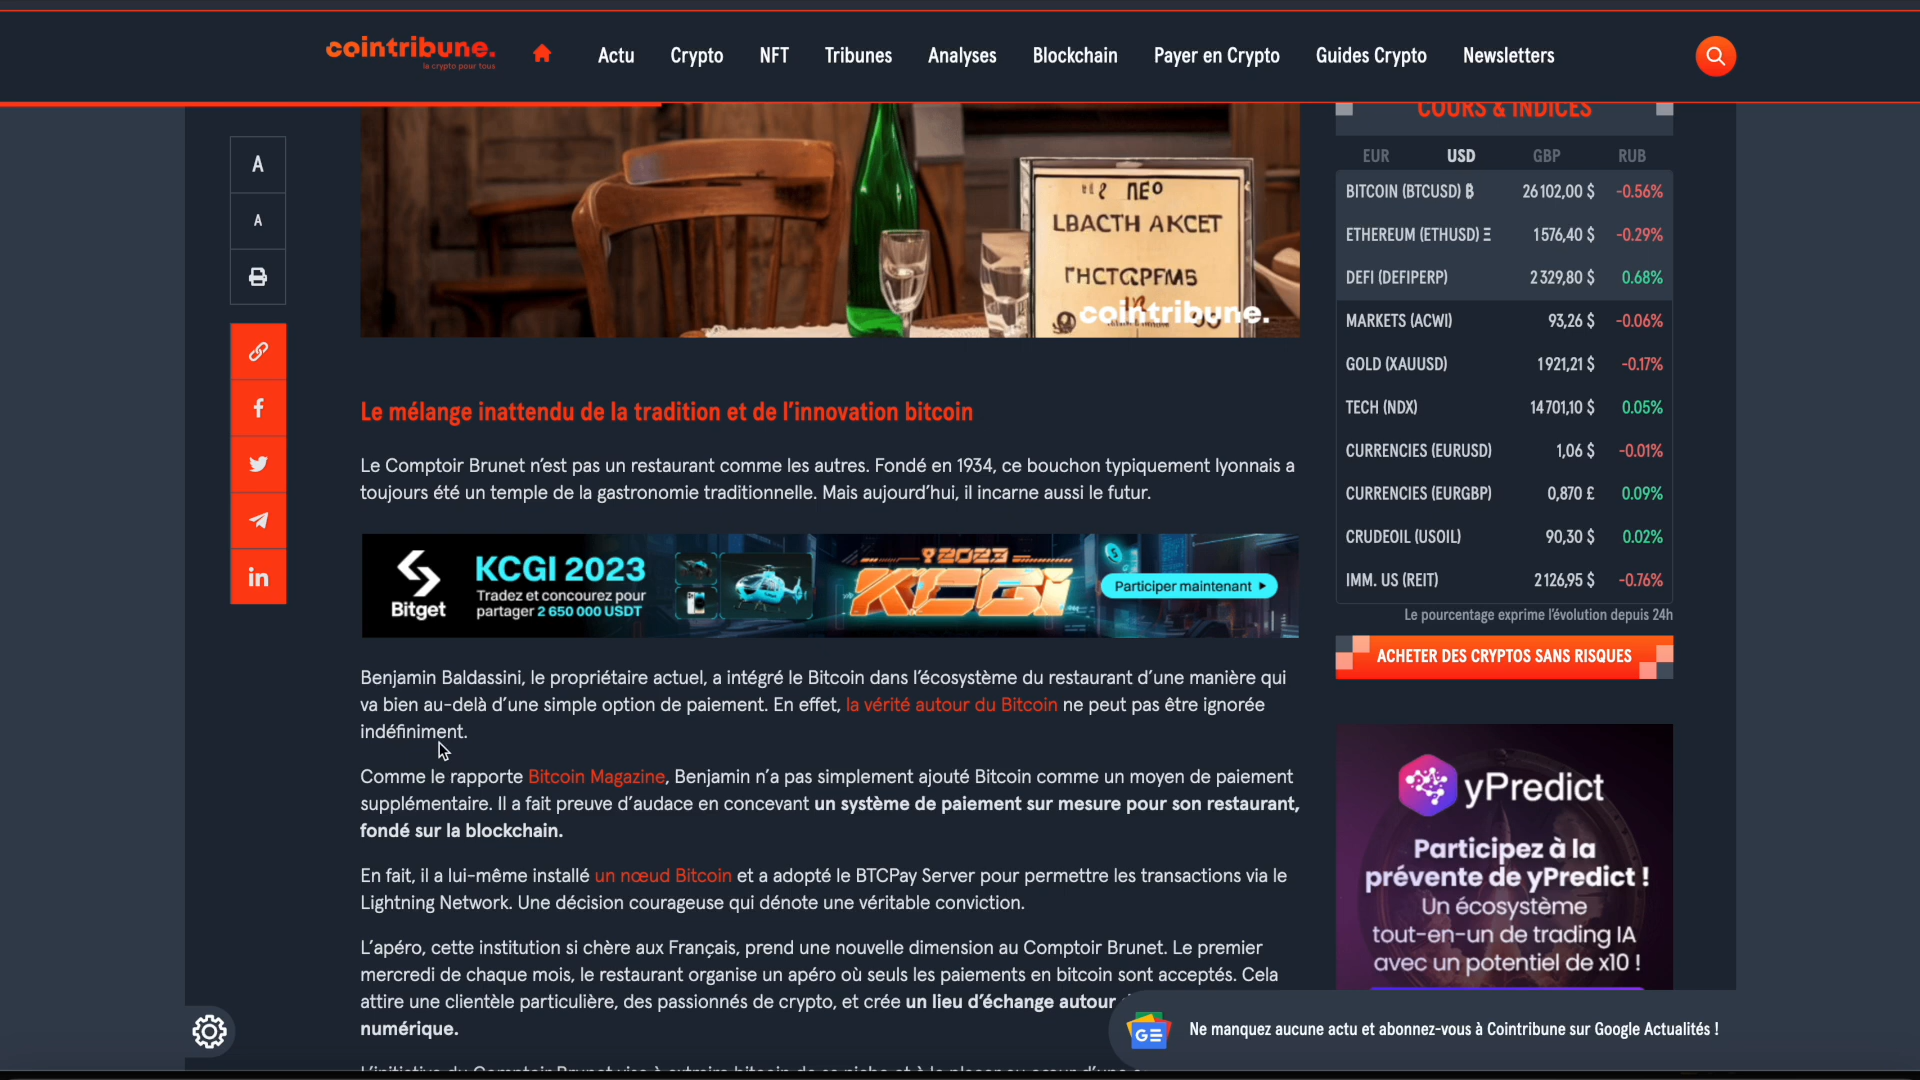 cointribune.
la crypto pour tous
Actu
Crypto
NFT
Tribunes
Analyses
Blockchain
Payer en Crypto
Guides Crypto
Newsletters
A
A
LBACTH AKCET
cointribune.
Le mélange inattendu de la tradition et de l’innovation bitcoin
Le Comptoir Brunet n’est pas un restaurant comme les autres. Fondé en 1934, ce bouchon typiquement lyonnais a
toujours été un temple de la gastronomie traditionnelle. Mais aujourd’hui, il incarne aussi le futur.
Bitget
KCGI 2023
Tradez et concourez pour
partager 2 650 000 USDT
2023
KCGI
Participer maintenant
Benjamin Baldassini, le propriétaire actuel, a intégré le Bitcoin dans l’écosystème du restaurant d’une manière qui
va bien au-delà d’une simple option de paiement. En effet, la vérité autour du Bitcoin ne peut pas être ignorée
indéfiniment.
Comme le rapporte Bitcoin Magazine, Benjamin n’a pas simplement ajouté Bitcoin comme un moyen de paiement
supplémentaire. Il a fait preuve d’audace en concevant un système de paiement sur mesure pour son restaurant,
fondé sur la blockchain.
En fait, il a lui-même installé un nœud Bitcoin et a adopté le BTCPay Server pour permettre les transactions via le
Lightning Network. Une décision courageuse qui dénote une véritable conviction.
L’apéro, cette institution si chère aux Français, prend une nouvelle dimension au Comptoir Brunet. Le premier
mercredi de chaque mois, le restaurant organise un apéro où seuls les paiements en bitcoin sont acceptés. Cela
attire une clientèle particulière, des passionnés de crypto, et crée un lieu d’échange autour
numérique.
COURS & INDICES
EUR USD GBP RUB
BITCOIN (BTCUSD) ₿ 26 102,00 $ -0.56%
ETHEREUM (ETHUSD) Ξ 1 576,40 $ -0.29%
DEFI (DEFIPERP) 2 329,80 $ 0.68%
MARKETS (ACWI) 93,26 $ -0.06%
GOLD (XAUUSD) 1 921,21 $ -0.17%
TECH (NDX) 14 701,10 $ 0.05%
CURRENCIES (EURUSD) 1,06 $ -0.01%
CURRENCIES (EURGBP) 0,870 £ 0.09%
CRUDEOIL (USOIL) 90,30 $ 0.02%
IMM. US (REIT) 2 126,95 $ -0.76%
Le pourcentage exprime l’évolution depuis 24h
ACHETER DES CRYPTOS SANS RISQUES
yPredict
Participez à la
prévente de yPredict !
Un écosystème
tout-en-un de trading IA
avec un potentiel de x10 !
GE
Ne manquez aucune actu et abonnez-vous à Cointribune sur Google Actualités !